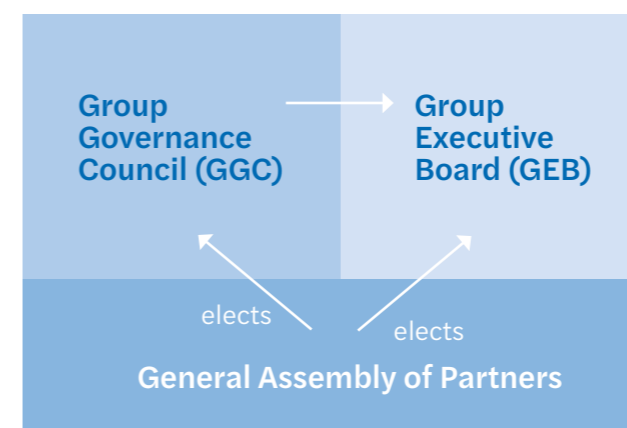 Group
Governance
Council (GGC)
Group
Executive
Board (GEB)
elects
elects
General Assembly of Partners